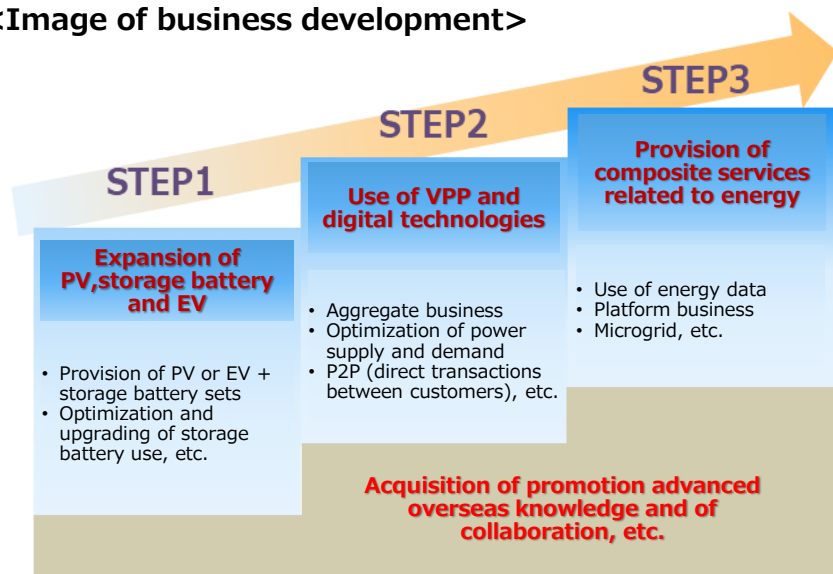 <Image of business development>
STEP1
Expansion of
PV,storage battery
and EV
• Provision of PV or EV +
storage battery sets
• Optimization and
upgrading of storage
battery use, etc.
STEP2
Use of VPP and
digital technologies
• Aggregate business
• Optimization of power
supply and demand
• P2P (direct transactions
between customers), etc.
STEP3
Provision of
composite services
related to energy
• Use of energy data
• Platform business
• Microgrid, etc.
Acquisition of promotion advanced
overseas knowledge and of
collaboration, etc.